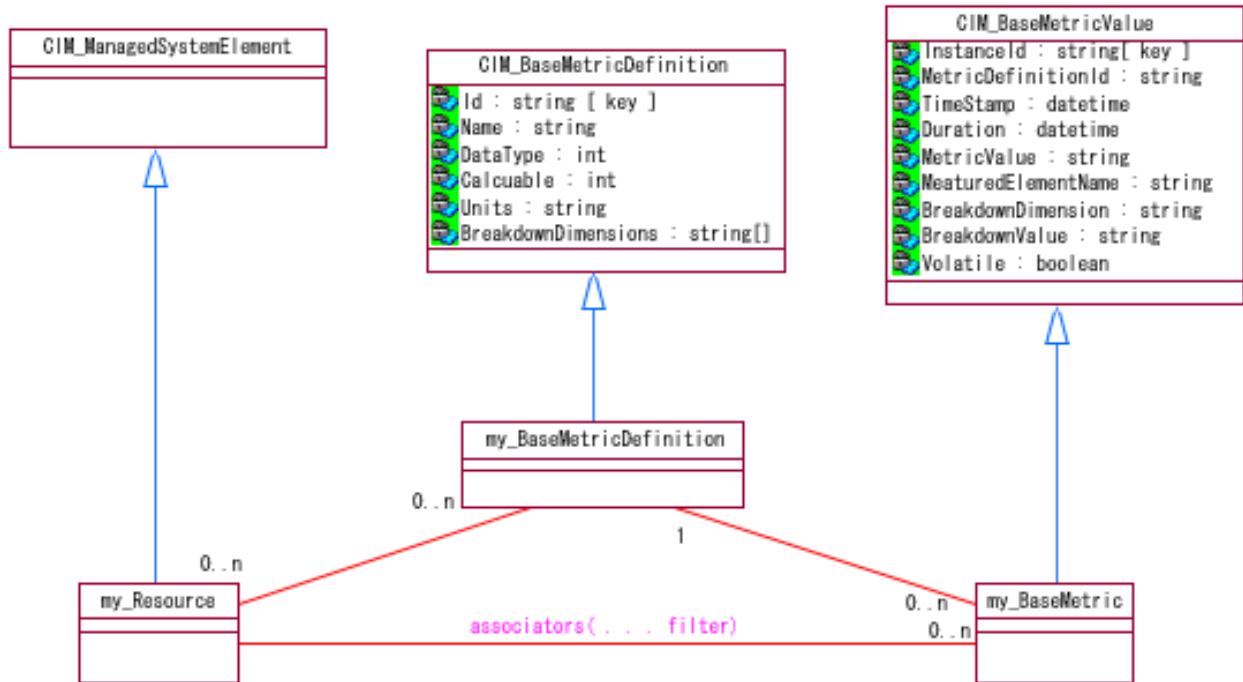 CIM_ManagedSystemElement
CIM_BaseMetricDefinition
Id : string [ key ]
Name : string
DataType : int
Calcuable : int
Units : string
BreakdownDimensions : string[]
CIM_BaseMetricValue
InstanceId : string[ key ]
MetricDefinitionId : string
TimeStamp : datetime
Duration : datetime
MetricValue : string
MeaturedElementName : string
BreakdownDimension : string
BreakdownValue : string
Volatile : boolean
my_BaseMetricDefinition
0..n
1
0..n
my_Resource
associators( . . . filter)
0..n
0..n
my_BaseMetric